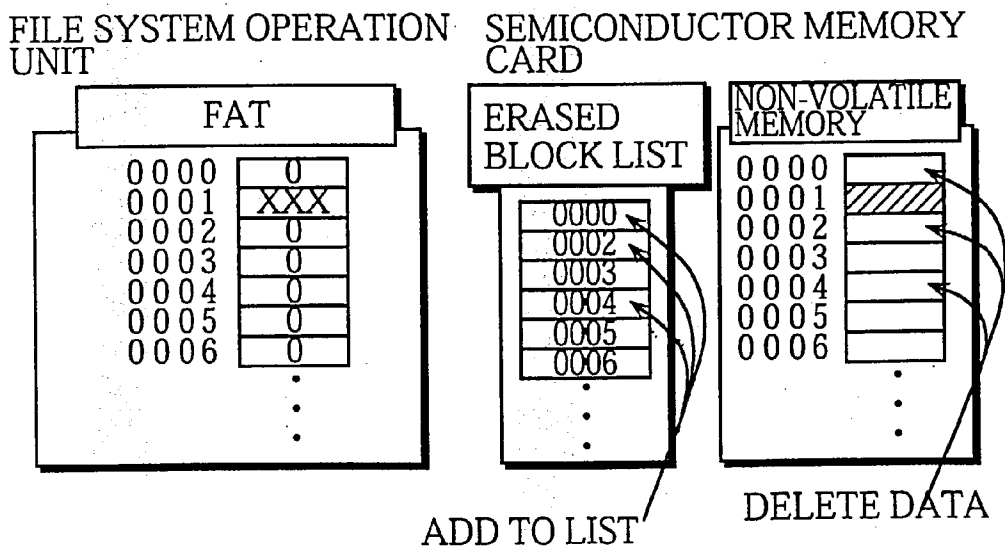 FILE SYSTEM OPERATION
UNIT
FAT
0000 0
0001 XXX
0002 0
0003 0
0004 0
0005 0
0006 0
SEMICONDUCTOR MEMORY
CARD
ERASED
BLOCK LIST
0000
0002
0003
0004
0005
0006
NON-VOLATILE
MEMORY
0000
0001
0002
0003
0004
0005
0006
ADD TO LIST
DELETE DATA